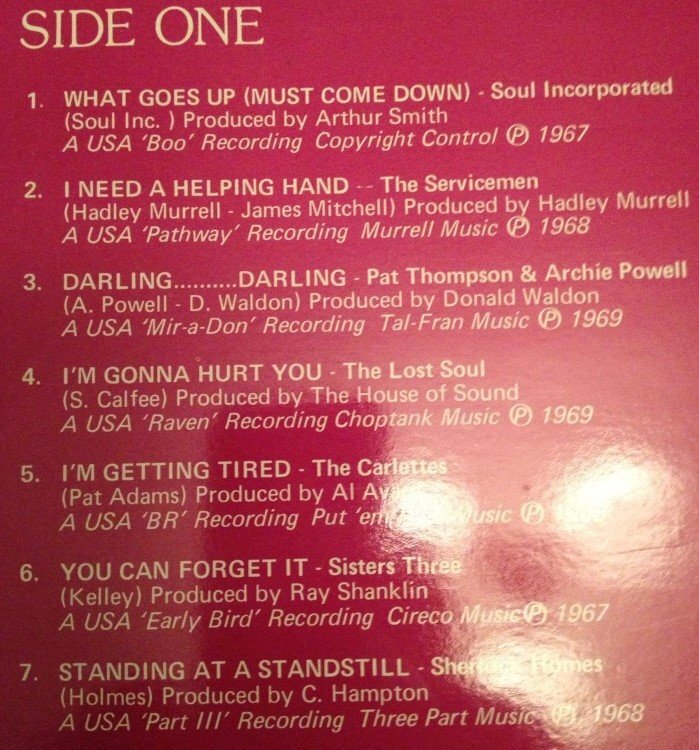 SIDE ONE
1. WHAT GOES UP (MUST COME DOWN) - Soul Incorporated
(Soul Inc. ) Produced by Arthur Smith
A USA 'Boo' Recording Copyright Control ℗ 1967
2. I NEED A HELPING HAND -- The Servicemen
(Hadley Murrell - James Mitchell) Produced by Hadley Murrell
A USA 'Pathway' Recording Murrell Music ℗ 1968
3. DARLING..........DARLING - Pat Thompson & Archie Powell
(A. Powell - D. Waldon) Produced by Donald Waldon
A USA 'Mir-a-Don' Recording Tal-Fran Music ℗ 1969
4. I'M GONNA HURT YOU - The Lost Soul
(S. Calfee) Produced by The House of Sound
A USA 'Raven' Recording Choptank Music ℗ 1969
5. I'M GETTING TIRED - The Carlettes
(Pat Adams) Produced by Al
A USA 'BR' Recording Put 'em Music ℗
6. YOU CAN FORGET IT - Sisters Three
(Kelley) Produced by Ray Shanklin
A USA 'Early Bird' Recording Cireco Music ℗ 1967
7. STANDING AT A STANDSTILL - Homes
(Holmes) Produced by C. Hampton
A USA 'Part III' Recording Three Part Music ℗ 1968